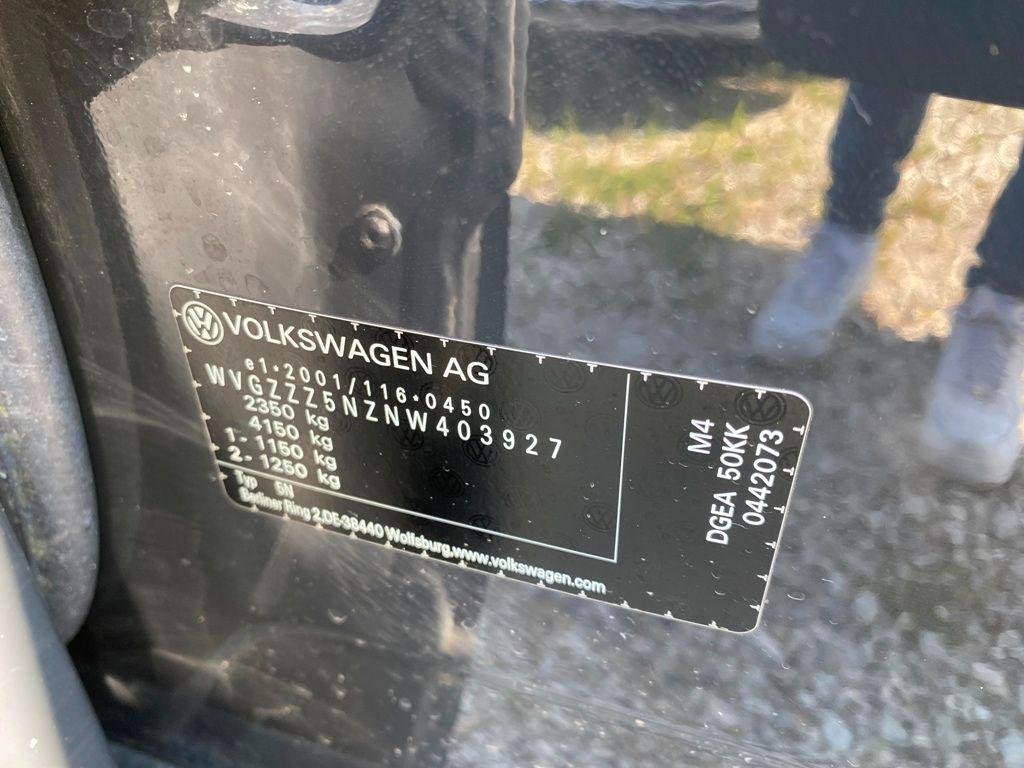 VOLKSWAGEN AG
e1*2001/116*0450
WVGZZZ5NZNW403927
2350 kg
4150 kg
1- 1150 kg
2- 1250 kg
Typ 5N
Berliner Ring 2,DE-38440 Wolfsburg,www.volkswagen.com
M4
DGEA 50KK
0442073